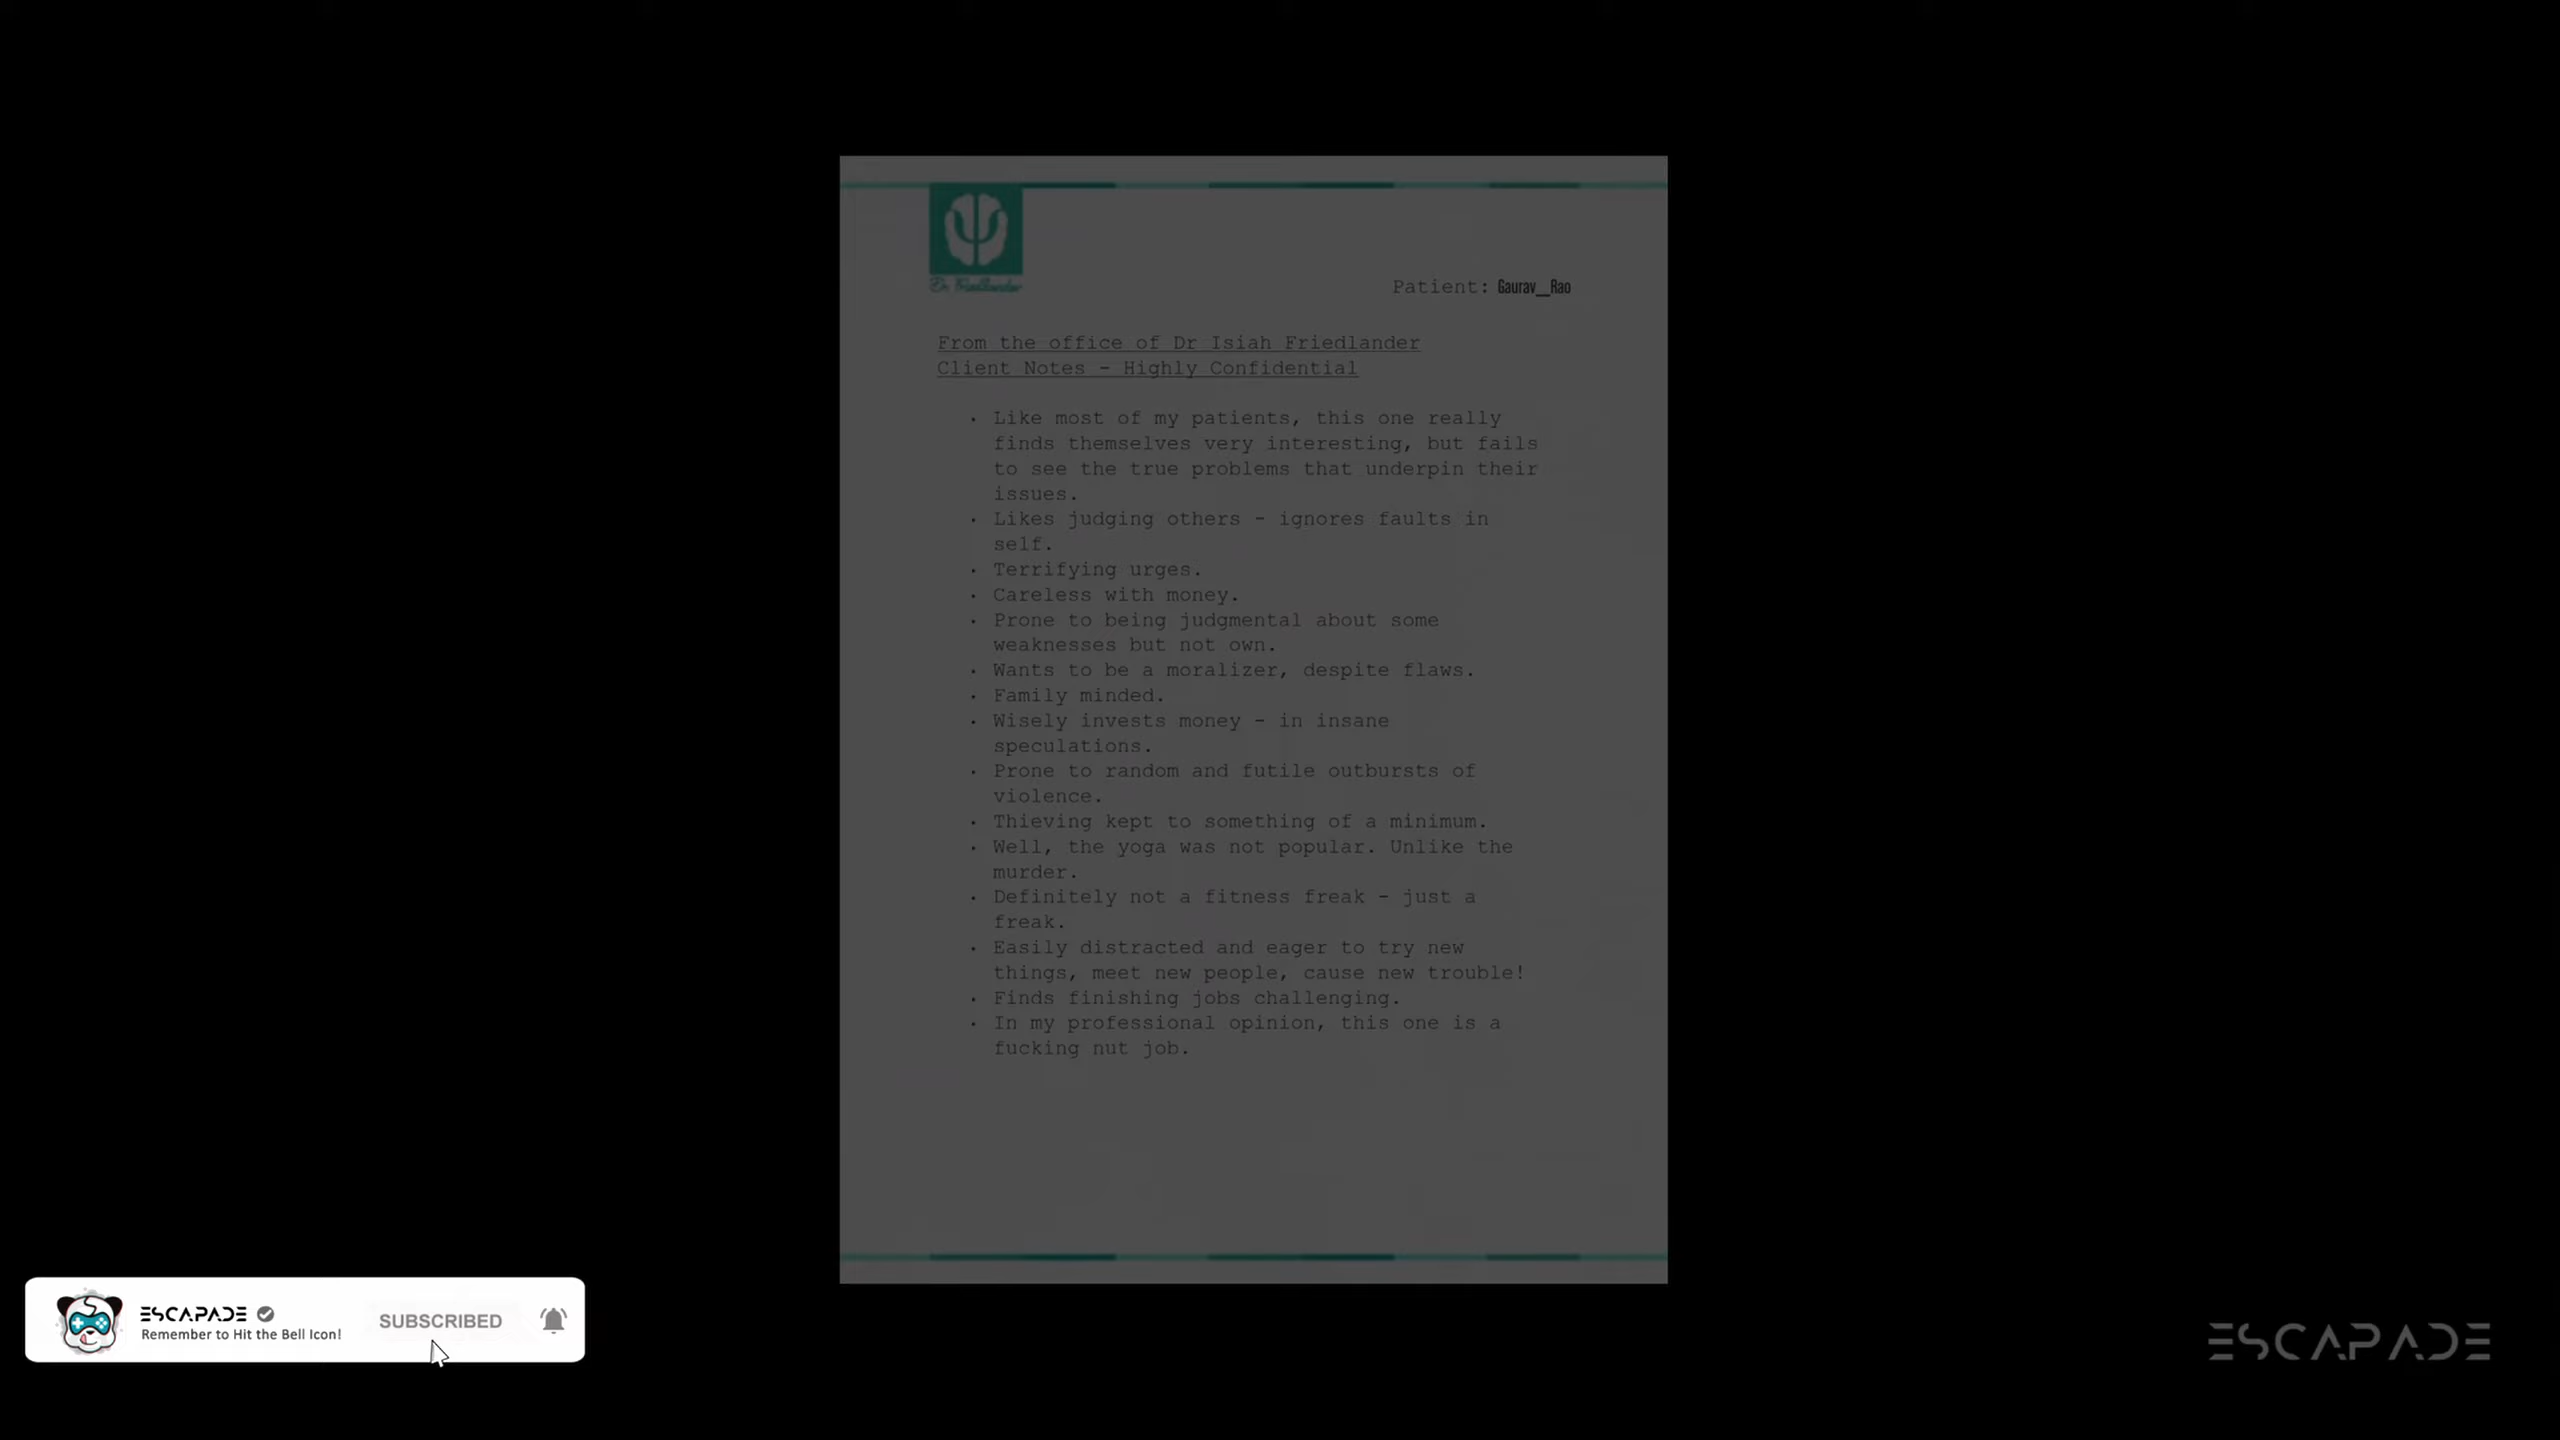 Dr Friedlander
Patient: Gaurav__Rao
From the office of Dr Isiah Friedlander
Client Notes - Highly Confidential
· Like most of my patients, this one really
finds themselves very interesting, but fails
to see the true problems that underpin their
issues.
· Likes judging others - ignores faults in
self.
· Terrifying urges.
· Careless with money.
· Prone to being judgmental about some
weaknesses but not own.
· Wants to be a moralizer, despite flaws.
· Family minded.
· Wisely invests money - in insane
speculations.
· Prone to random and futile outbursts of
violence.
· Thieving kept to something of a minimum.
· Well, the yoga was not popular. Unlike the
murder.
· Definitely not a fitness freak - just a
freak.
· Easily distracted and eager to try new
things, meet new people, cause new trouble!
· Finds finishing jobs challenging.
· In my professional opinion, this one is a
fucking nut job.
ESCAPADE
Remember to Hit the Bell Icon!
SUBSCRIBED
ESCAPADE